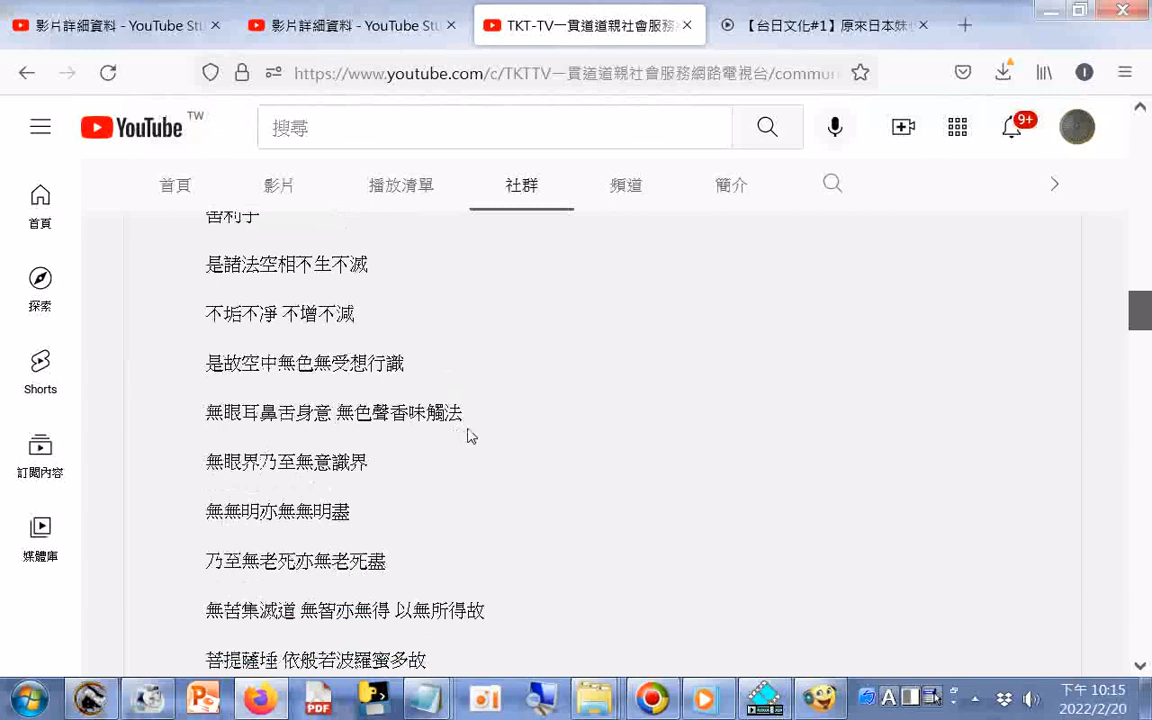 影片詳細資料 - YouTube Stu
影片詳細資料 - YouTube Stu
TKT-TV一貫道道親社會服務
【台日文化#1】原來日本妹
https://www.youtube.com/c/TKTTV一貫道道親社會服務網路電視台/commun
YouTube TW
搜尋
9+
首頁 影片 播放清單 社群 頻道 簡介
首頁
探索
Shorts
訂閱內容
媒體庫
舍利子
是諸法空相不生不滅
不垢不淨 不增不減
是故空中無色無受想行識
無眼耳鼻舌身意 無色聲香味觸法
無眼界乃至無意識界
無無明亦無無明盡
乃至無老死亦無老死盡
無苦集滅道 無智亦無得 以無所得故
菩提薩埵 依般若波羅蜜多故
PDF
A
下午 10:15
2022/2/20